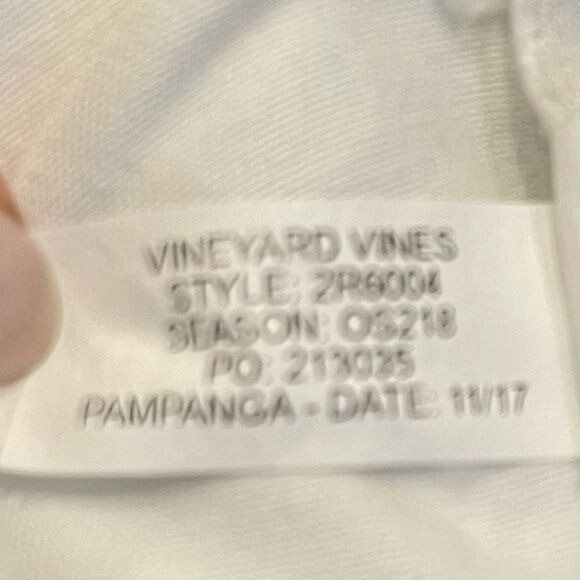 VINEYARD VINES
STYLE: 2R6004
SEASON: OS218
PO: 213025
PAMPANGA - DATE: 11/17